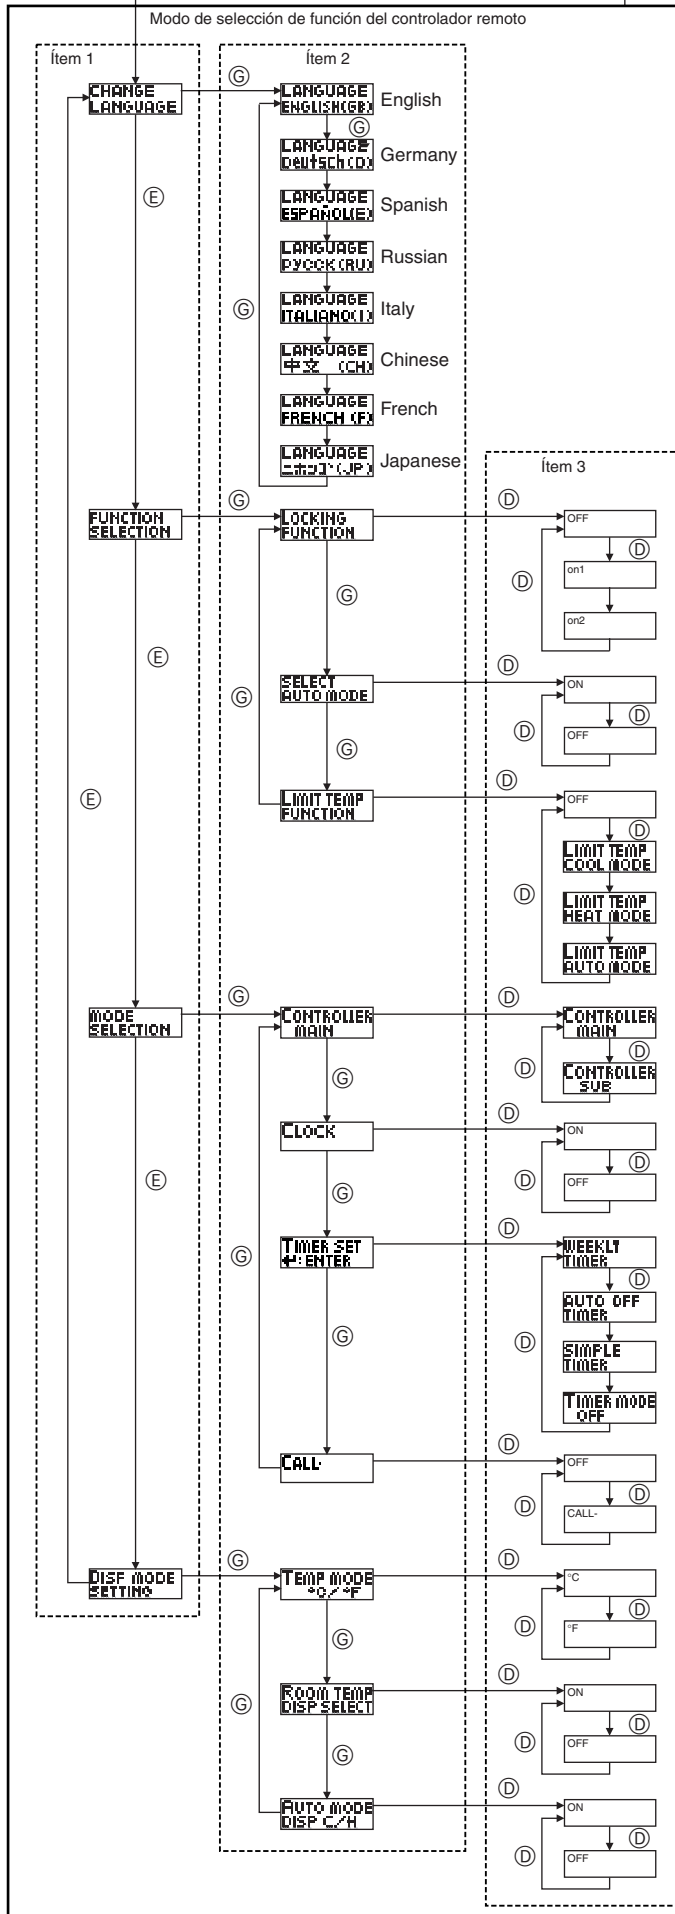 Modo de selección de función del controlador remoto
Ítem 1
Ítem 2
CHANGE
LANGUAGE
Ⓖ
LANGUAGE
ENGLISH(GB)
English
Ⓖ
LANGUAGE
Deutsch(D)
Germany
Ⓔ
LANGUAGE
ESPAÑOL(E)
Spanish
LANGUAGE
РУССК(RU)
Russian
Ⓖ
LANGUAGE
ITALIANO(I)
Italy
LANGUAGE
中文 (CH)
Chinese
LANGUAGE
FRENCH (F)
French
LANGUAGE
ニホンゴ(JP)
Japanese
Ítem 3
FUNCTION
SELECTION
Ⓖ
LOCKING
FUNCTION
Ⓓ
OFF
Ⓓ
Ⓓ
on1
Ⓖ
on2
Ⓔ
SELECT
AUTO MODE
Ⓓ
ON
Ⓖ
Ⓓ
Ⓓ
OFF
Ⓖ
Ⓔ
LIMIT TEMP
FUNCTION
Ⓓ
OFF
Ⓓ
LIMIT TEMP
COOL MODE
Ⓓ
LIMIT TEMP
HEAT MODE
LIMIT TEMP
AUTO MODE
MODE
SELECTION
Ⓖ
CONTROLLER
MAIN
Ⓓ
CONTROLLER
MAIN
Ⓓ
Ⓓ
Ⓖ
CONTROLLER
SUB
CLOCK
Ⓓ
ON
Ⓔ
Ⓓ
Ⓓ
Ⓖ
OFF
Ⓖ
TIMER SET
↵: ENTER
Ⓓ
WEEKLT
TIMER
Ⓓ
AUTO OFF
TIMER
Ⓓ
Ⓖ
SIMPLE
TIMER
TIMER MODE
OFF
CALL-
Ⓓ
OFF
Ⓓ
Ⓓ
CALL-
DISP MODE
SETTING
Ⓖ
TEMP MODE
°C/°F
Ⓓ
°C
Ⓓ
Ⓓ
Ⓖ
°F
ROOM TEMP
DISP SELECT
Ⓓ
ON
Ⓖ
Ⓓ
Ⓓ
Ⓖ
OFF
AUTO MODE
DISP C/H
Ⓓ
ON
Ⓓ
Ⓓ
OFF